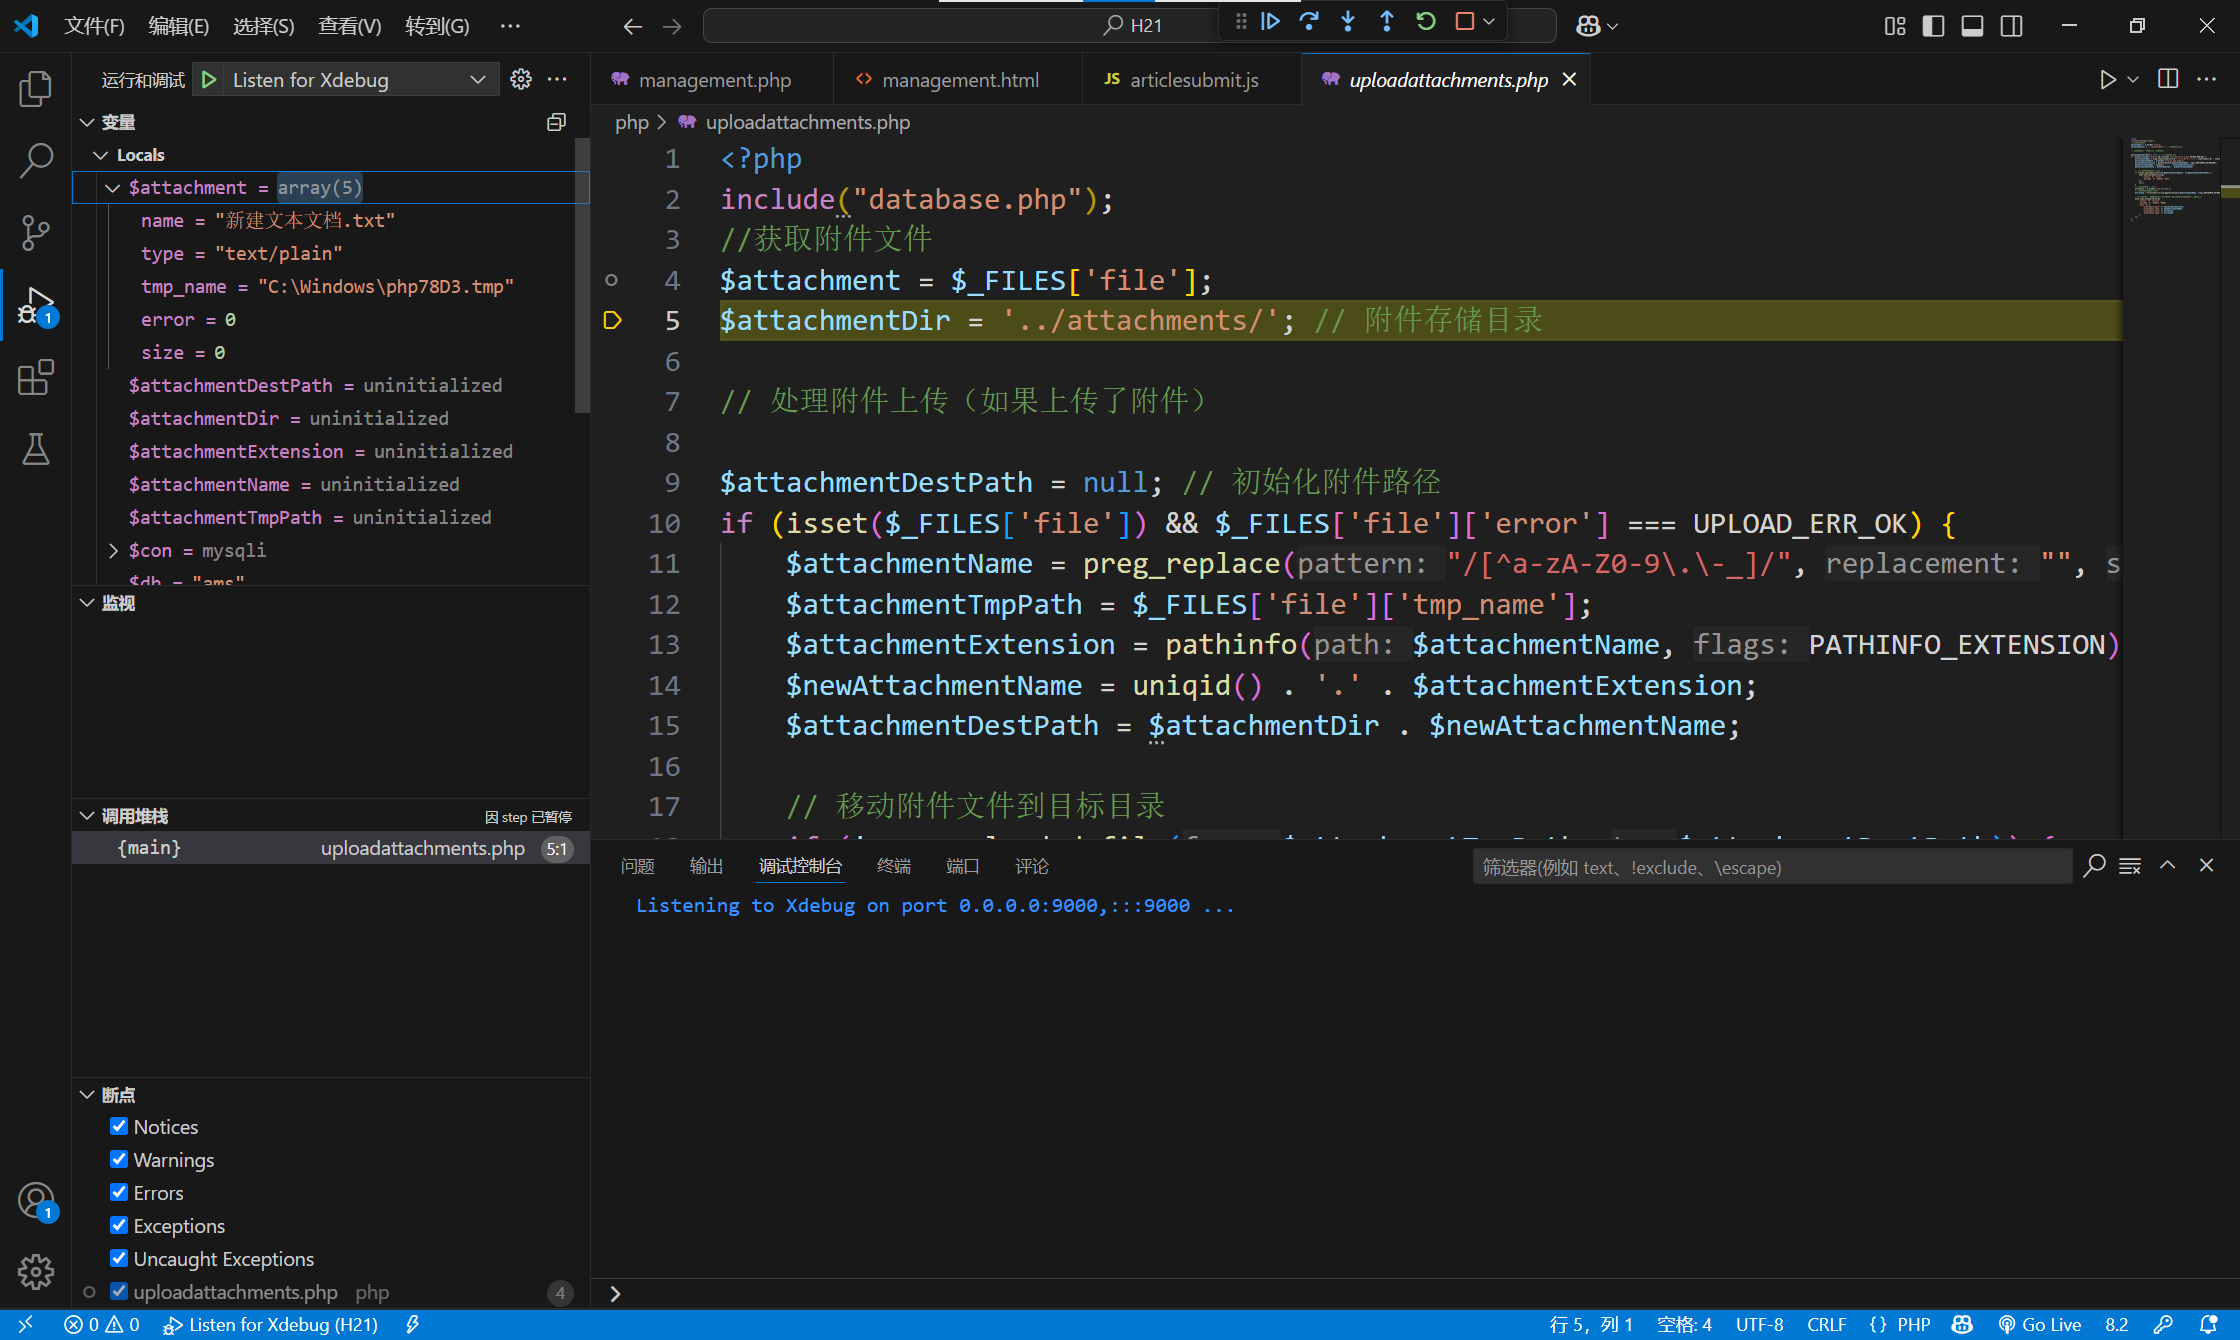 文件(F) 编辑(E) 选择(S) 查看(V) 转到(G) ··· H21
运行和调试 Listen for Xdebug ···
management.php management.html JS articlesubmit.js uploadattachments.php
php > uploadattachments.php
变量
Locals
$attachment = array(5)
name = "新建文本文档.txt"
type = "text/plain"
tmp_name = "C:\Windows\php78D3.tmp"
error = 0
size = 0
$attachmentDestPath = uninitialized
$attachmentDir = uninitialized
$attachmentExtension = uninitialized
$attachmentName = uninitialized
$attachmentTmpPath = uninitialized
$con = mysqli
$db = "ams"
监视
调用堆栈 因 step 已暂停
{main} uploadattachments.php 5:1
断点
Notices
Warnings
Errors
Exceptions
Uncaught Exceptions
uploadattachments.php php 4
1 <?php
2 include("database.php");
3 //获取附件文件
4 $attachment = $_FILES['file'];
5 $attachmentDir = '../attachments/'; // 附件存储目录
6
7 // 处理附件上传（如果上传了附件）
8
9 $attachmentDestPath = null; // 初始化附件路径
10 if (isset($_FILES['file']) && $_FILES['file']['error'] === UPLOAD_ERR_OK) {
11 $attachmentName = preg_replace(pattern: "/[^a-zA-Z0-9\.\-_]/", replacement: "", s
12 $attachmentTmpPath = $_FILES['file']['tmp_name'];
13 $attachmentExtension = pathinfo(path: $attachmentName, flags: PATHINFO_EXTENSION)
14 $newAttachmentName = uniqid() . '.' . $attachmentExtension;
15 $attachmentDestPath = $attachmentDir . $newAttachmentName;
16
17 // 移动附件文件到目标目录
问题 输出 调试控制台 终端 端口 评论 筛选器(例如 text、!exclude、\escape)
Listening to Xdebug on port 0.0.0.0:9000,:::9000 ...
1
1
0 0 Listen for Xdebug (H21) 行 5，列 1 空格: 4 UTF-8 CRLF {} PHP Go Live 8.2